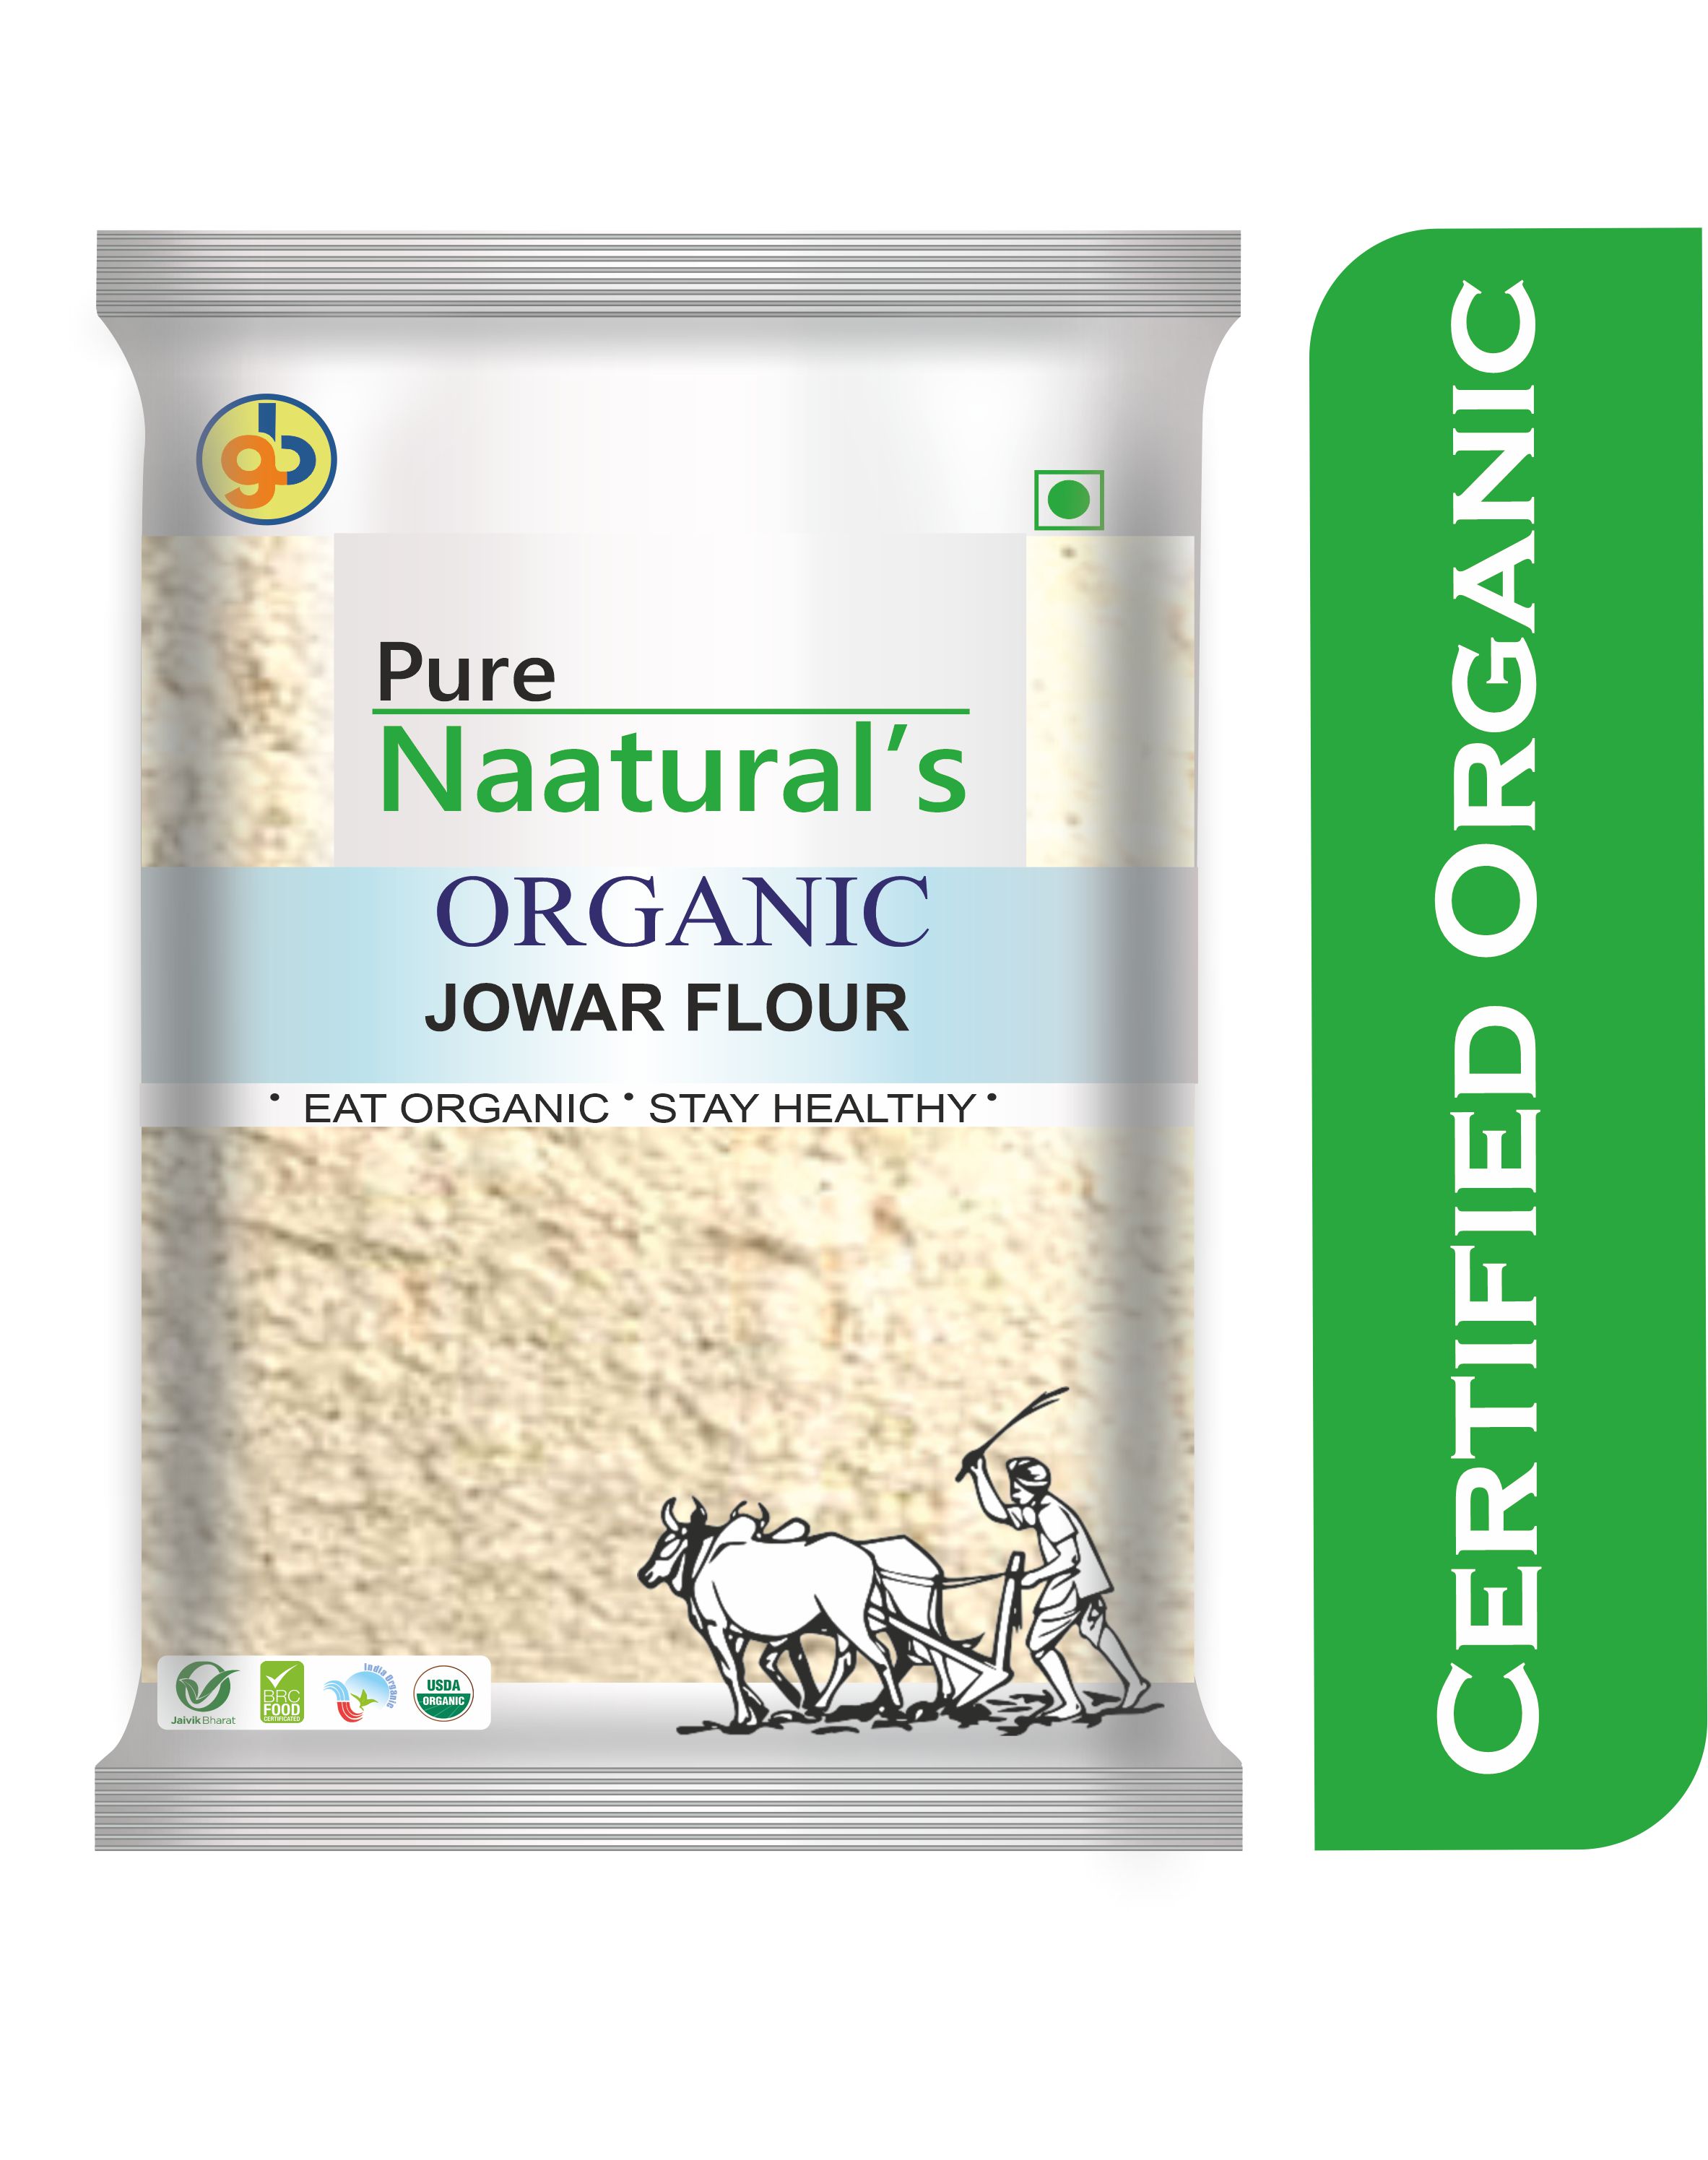 gb
Pure
Naatural's
ORGANIC
JOWAR FLOUR
• EAT ORGANIC • STAY HEALTHY •
Jaivik Bharat
BRC
FOOD
CERTIFICATED
India Organic
USDA
ORGANIC
CERTIFIED ORGANIC